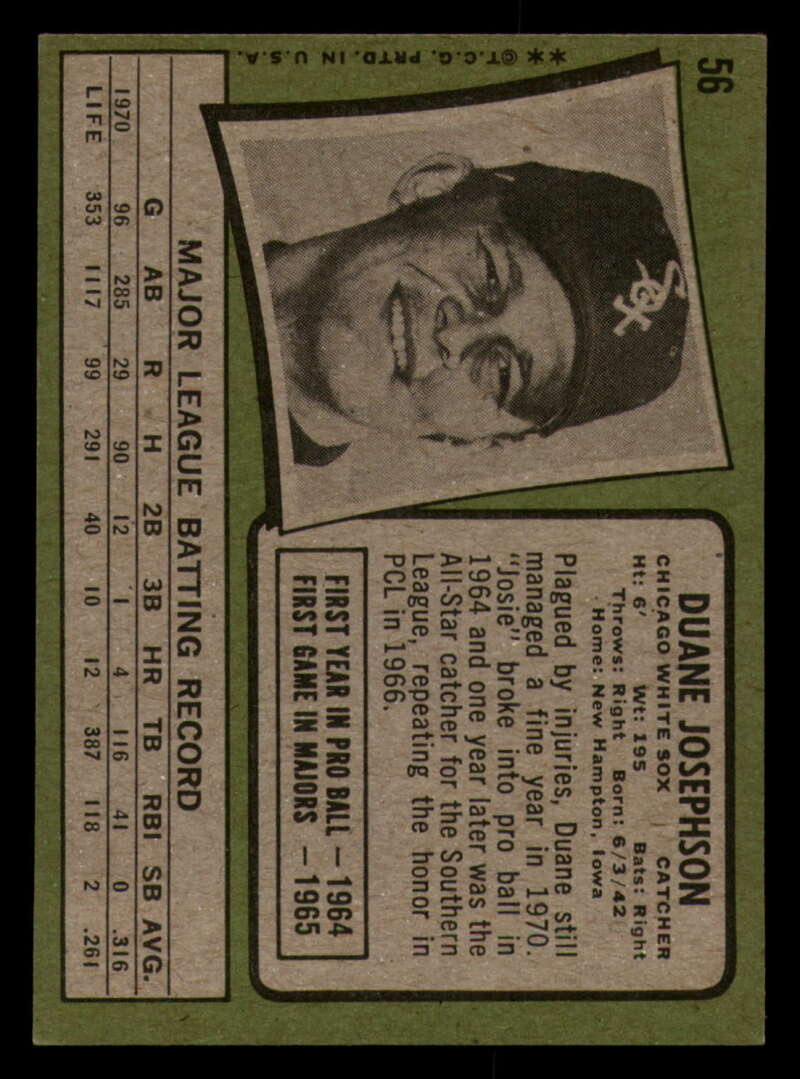 56
** ©T.C.G. PRTD. IN U.S.A.
Sox
DUANE JOSEPHSON
CHICAGO WHITE SOX CATCHER
Ht: 6' Wt: 195 Bats: Right
Throws: Right Born: 6/3/42
Home: New Hampton, Iowa
Plagued by injuries, Duane still
managed a fine year in 1970.
"Josie" broke into pro ball in
1964 and one year later was the
All-Star catcher for the Southern
League, repeating the honor in
PCL in 1966.
FIRST YEAR IN PRO BALL — 1964
FIRST GAME IN MAJORS — 1965
MAJOR LEAGUE BATTING RECORD
G AB R H 2B 3B HR TB RBI SB AVG.
1970 96 285 29 90 12 1 4 116 41 0 .316
LIFE 353 1117 99 291 40 10 12 387 118 2 .261